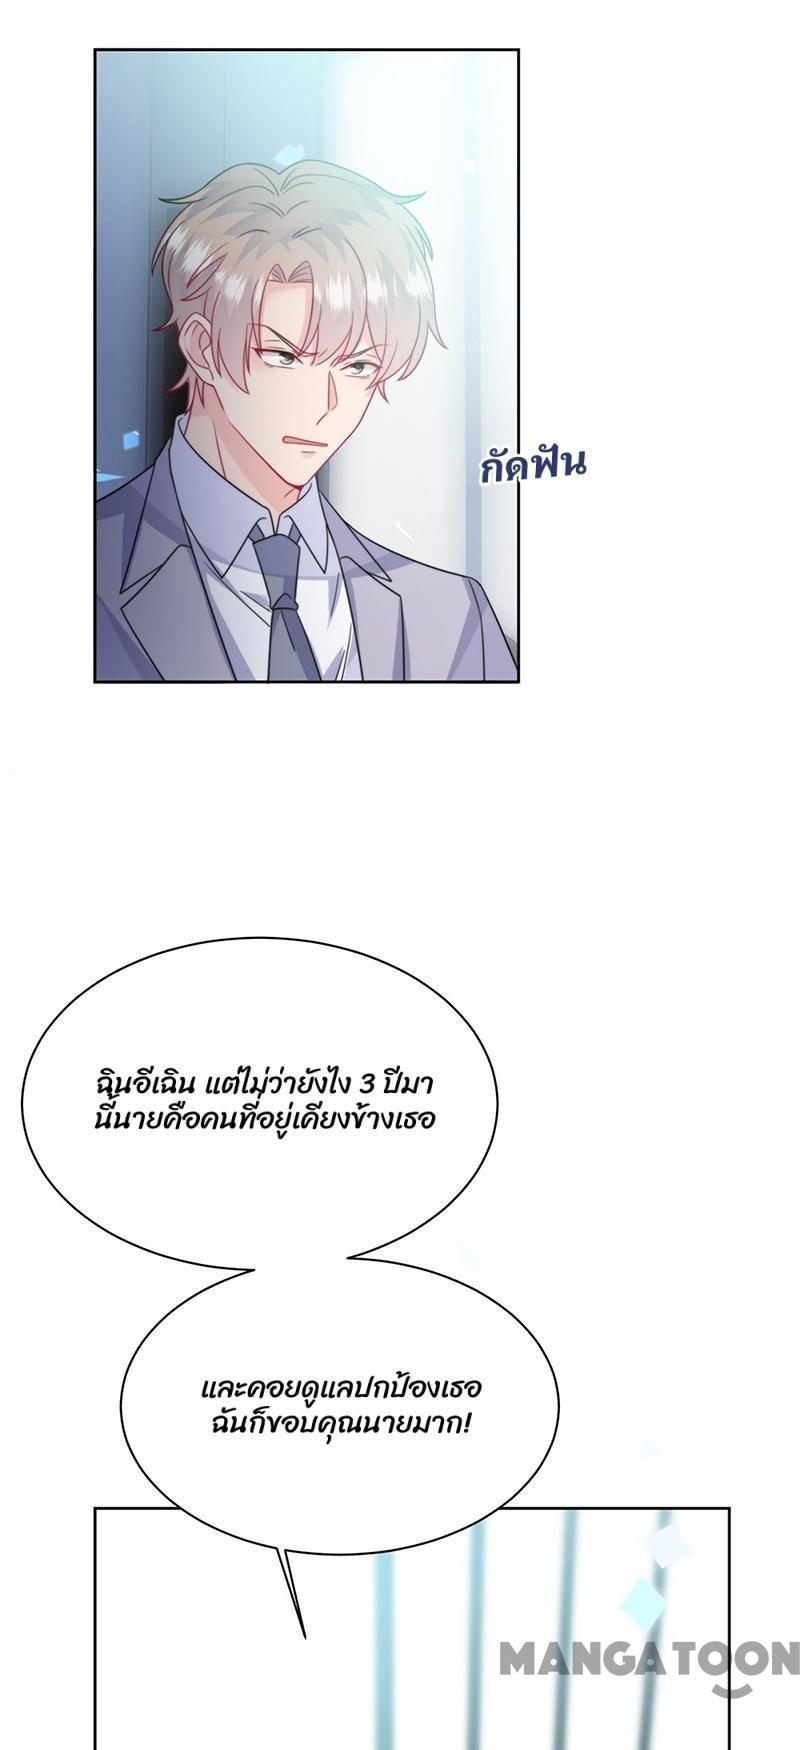 กัดฟัน
ฉินอีเฉิน แต่ไม่ว่ายังไง 3 ปีมา
นี้นายคือคนที่อยู่เคียงข้างเธอ
และคอยดูแลปกป้องเธอ
ฉันก็ขอบคุณนายมาก!
MANGATOON